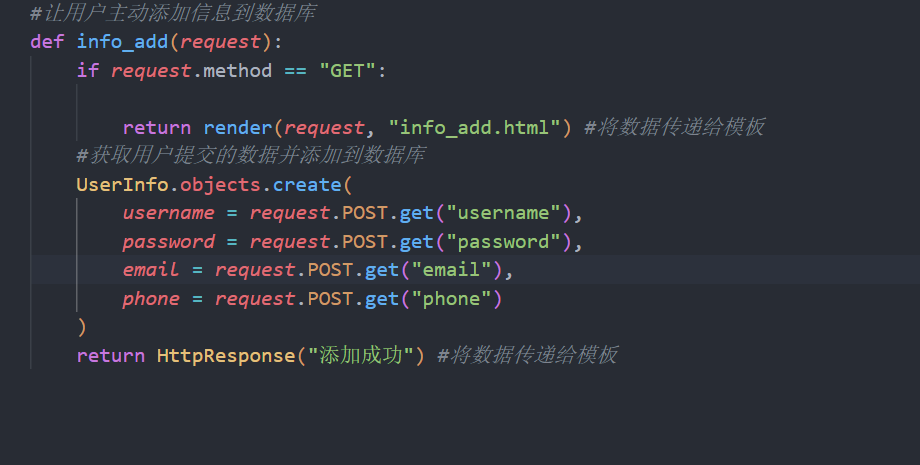 #让用户主动添加信息到数据库
def info_add(request):
    if request.method == "GET":

        return render(request, "info_add.html") #将数据传递给模板
    #获取用户提交的数据并添加到数据库
    UserInfo.objects.create(
        username = request.POST.get("username"),
        password = request.POST.get("password"),
        email = request.POST.get("email"),
        phone = request.POST.get("phone")
    )
    return HttpResponse("添加成功") #将数据传递给模板